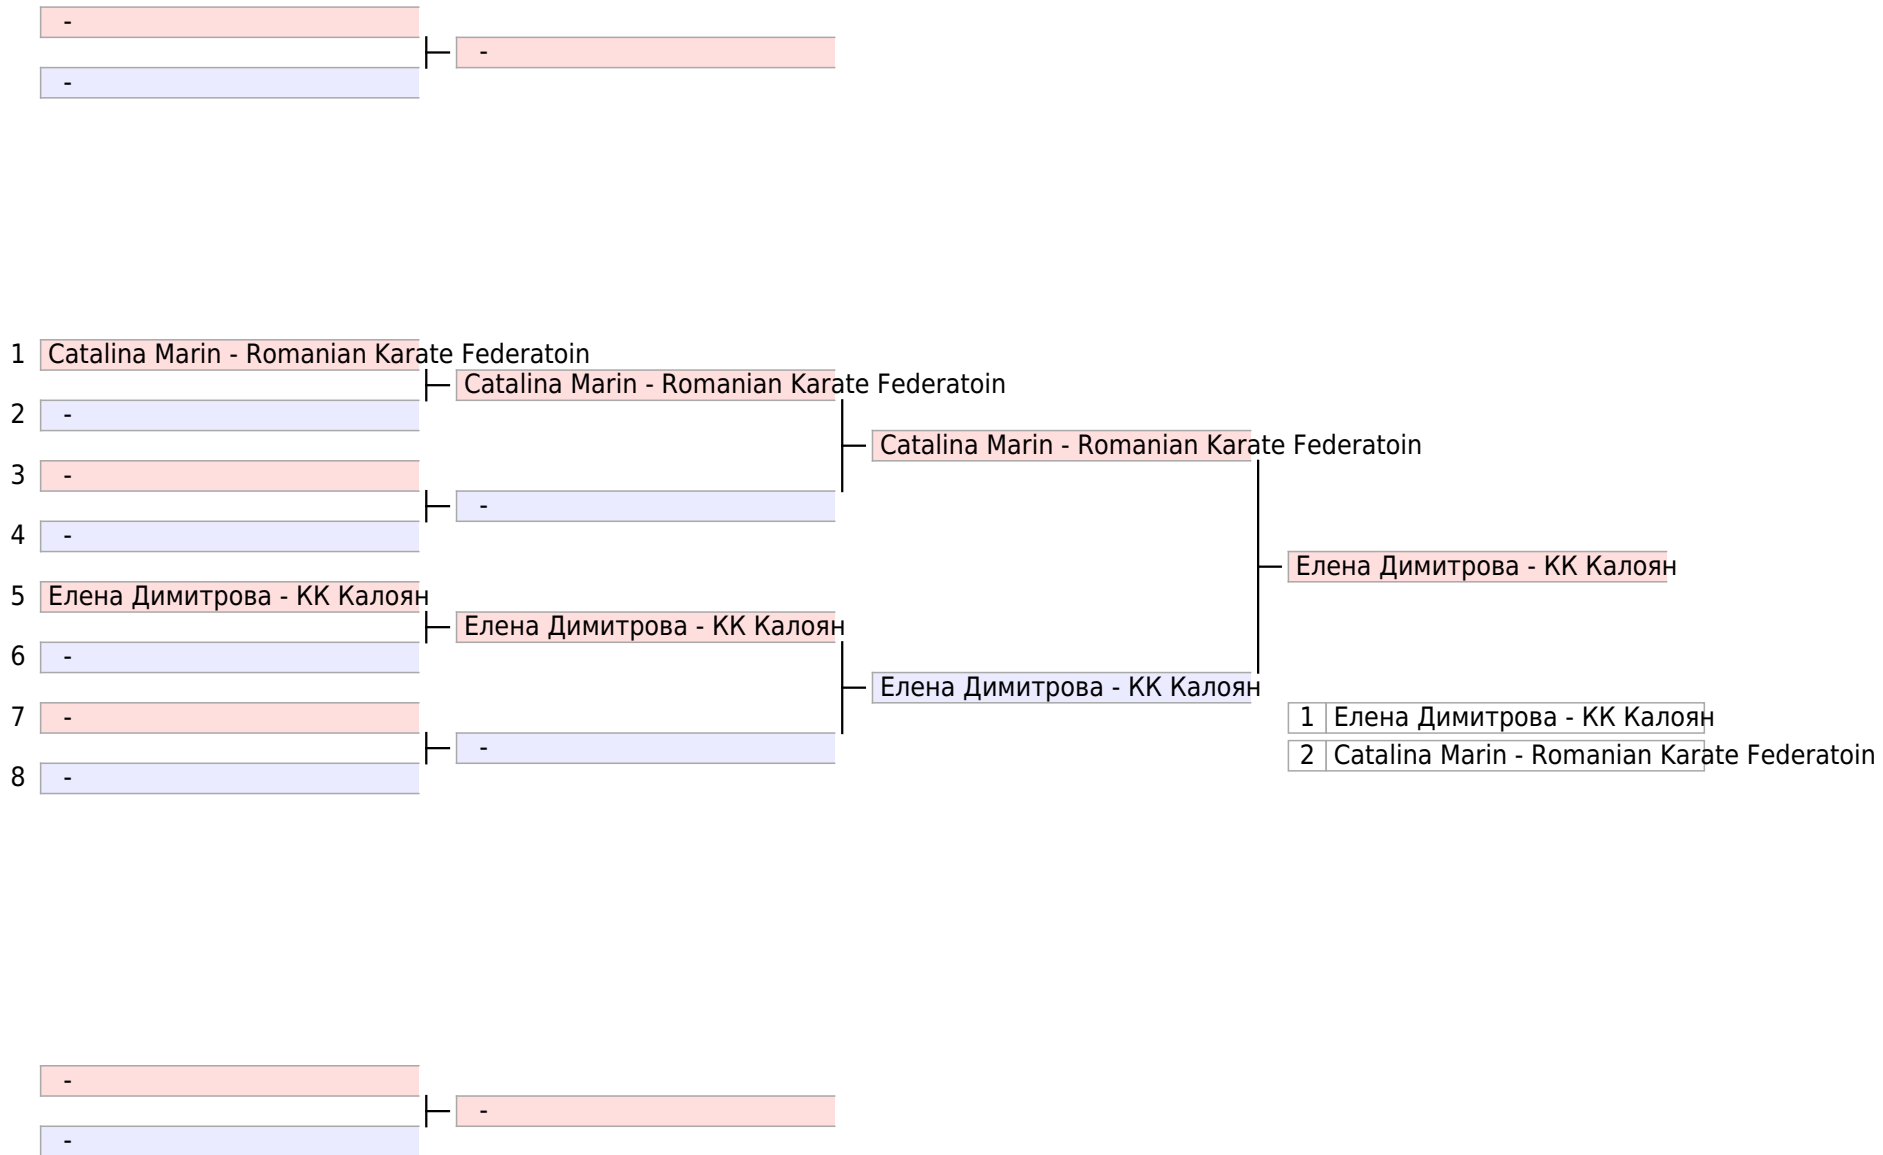 -
-
-
1 Catalina Marin - Romanian Karate Federatoin
Catalina Marin - Romanian Karate Federatoin
2 -
Catalina Marin - Romanian Karate Federatoin
3 -
-
4 -
Елена Димитрова - КК Калоян
5 Елена Димитрова - КК Калоян
Елена Димитрова - КК Калоян
6 -
Елена Димитрова - КК Калоян
7 -
1 Елена Димитрова - КК Калоян
-
2 Catalina Marin - Romanian Karate Federatoin
8 -
-
-
-